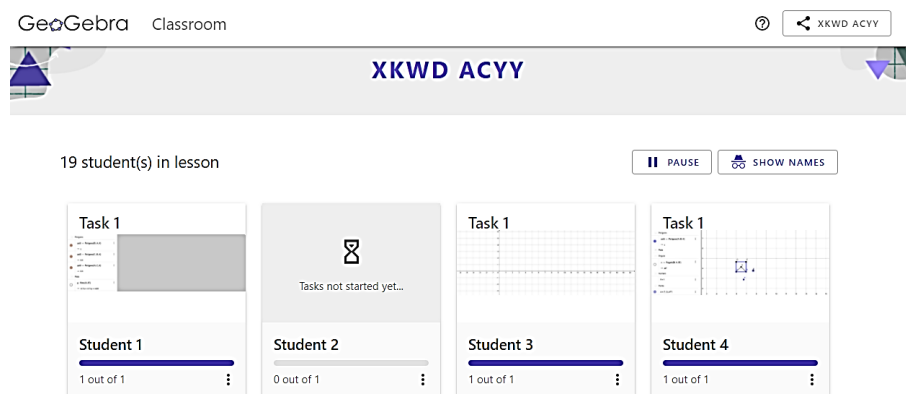 GeoGebra Classroom
XKWD ACYY
XKWD ACYY
19 student(s) in lesson
PAUSE
SHOW NAMES
Task 1
Tasks not started yet...
Task 1
Task 1
Student 1
Student 2
Student 3
Student 4
1 out of 1
0 out of 1
1 out of 1
1 out of 1